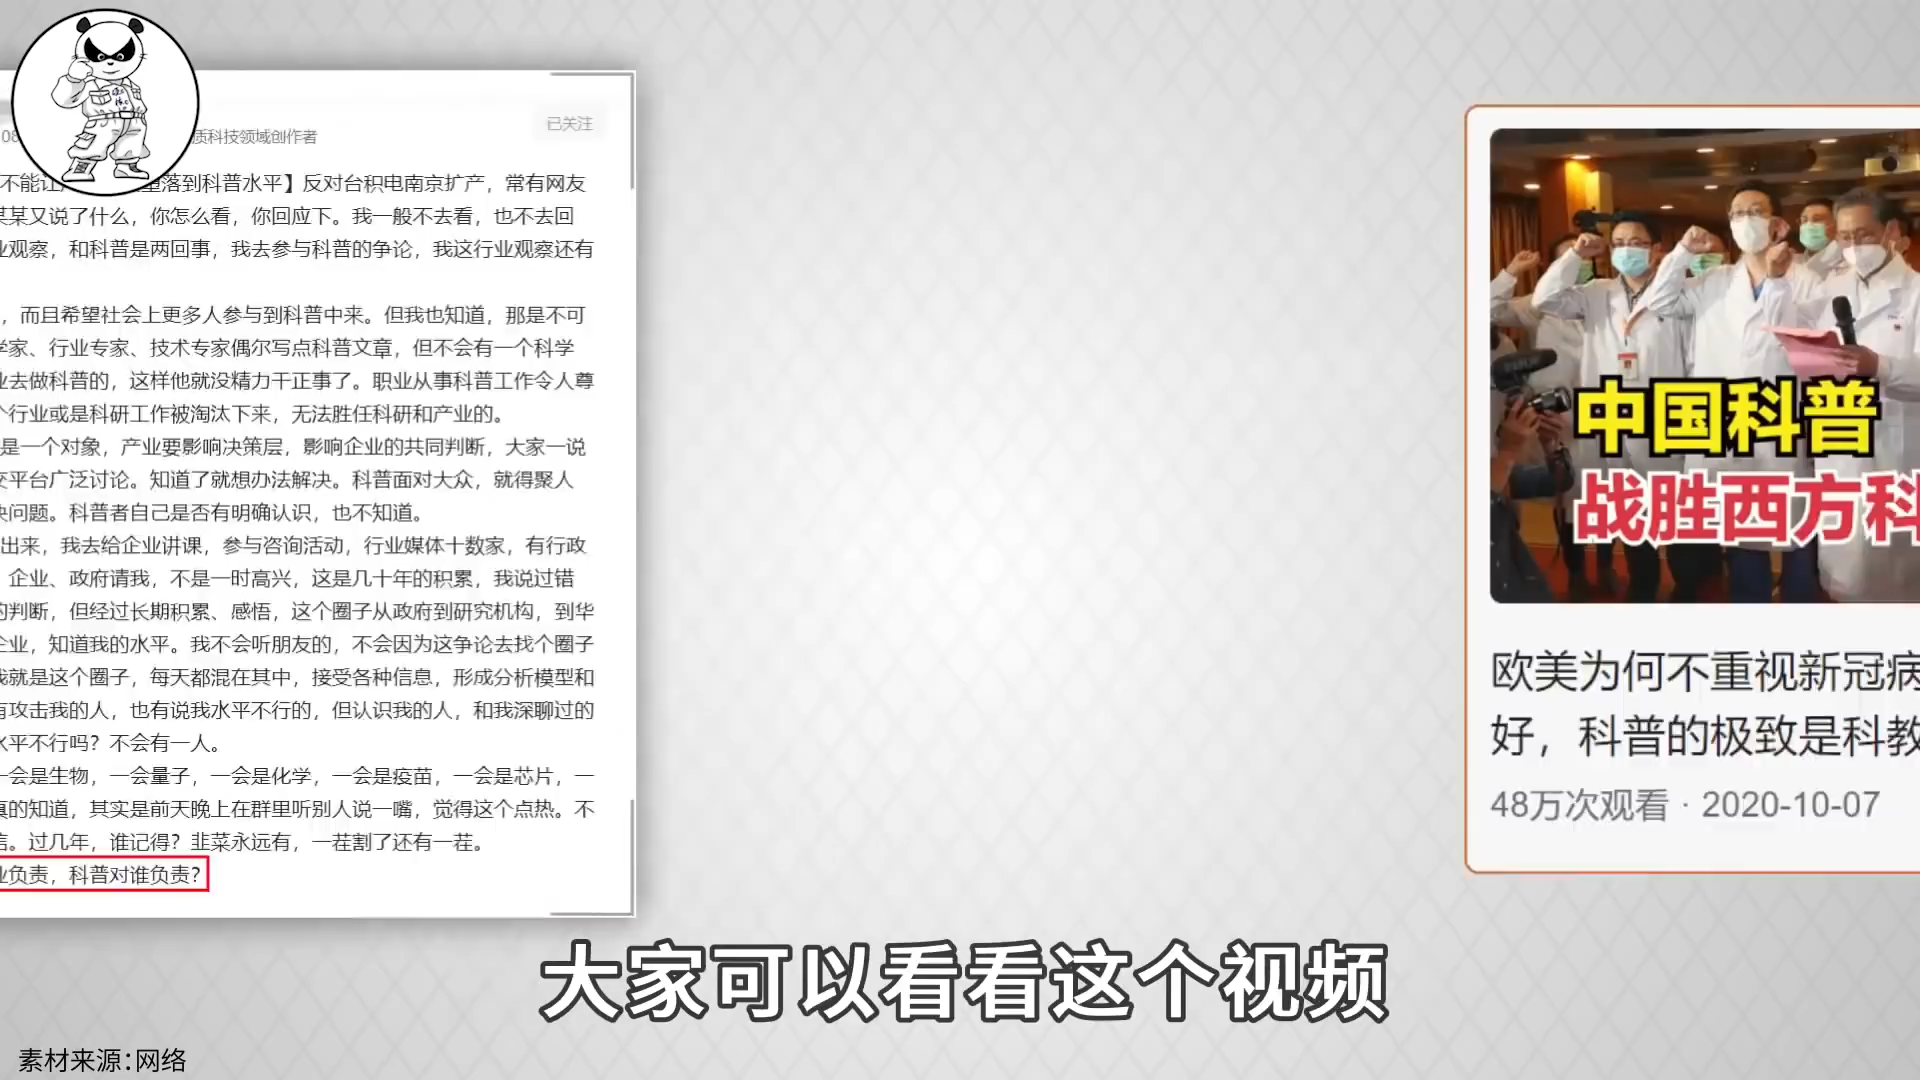 已关注
质科技领域创作者
落到科普水平】反对台积电南京扩产，常有网友
某某又说了什么，你怎么看，你回应下。我一般不去看，也不去回
业观察，和科普是两回事，我去参与科普的争论，我这行业观察还有
，而且希望社会上更多人参与到科普中来。但我也知道，那是不可
学家、行业专家、技术专家偶尔写点科普文章，但不会有一个科学
业去做科普的，这样他就没精力干正事了。职业从事科普工作令人尊
个行业或是科研工作被淘汰下来，无法胜任科研和产业的。
是一个对象，产业要影响决策层，影响企业的共同判断，大家一说
交平台广泛讨论。知道了就想办法解决。科普面对大众，就得聚人
决问题。科普者自己是否有明确认识，也不知道。
出来，我去给企业讲课，参与咨询活动，行业媒体十数家，有行政
企业、政府请我，不是一时高兴，这是几十年的积累，我说过错
的判断，但经过长期积累、感悟，这个圈子从政府到研究机构，到华
企业，知道我的水平。我不会听朋友的，不会因为这争论去找个圈子
我就是这个圈子，每天都混在其中，接受各种信息，形成分析模型和
有攻击我的人，也有说我水平不行的，但认识我的人，和我深聊过的
水平不行吗？不会有一人。
一会是生物，一会量子，一会是化学，一会是疫苗，一会是芯片，一
真的知道，其实是前天晚上在群里听别人说一嘴，觉得这个点热。不
信。过几年，谁记得？韭菜永远有，一茬割了还有一茬。
业负责，科普对谁负责？
中国科普
战胜西方科
欧美为何不重视新冠病
好，科普的极致是科教
48万次观看 · 2020-10-07
大家可以看看这个视频
素材来源：网络